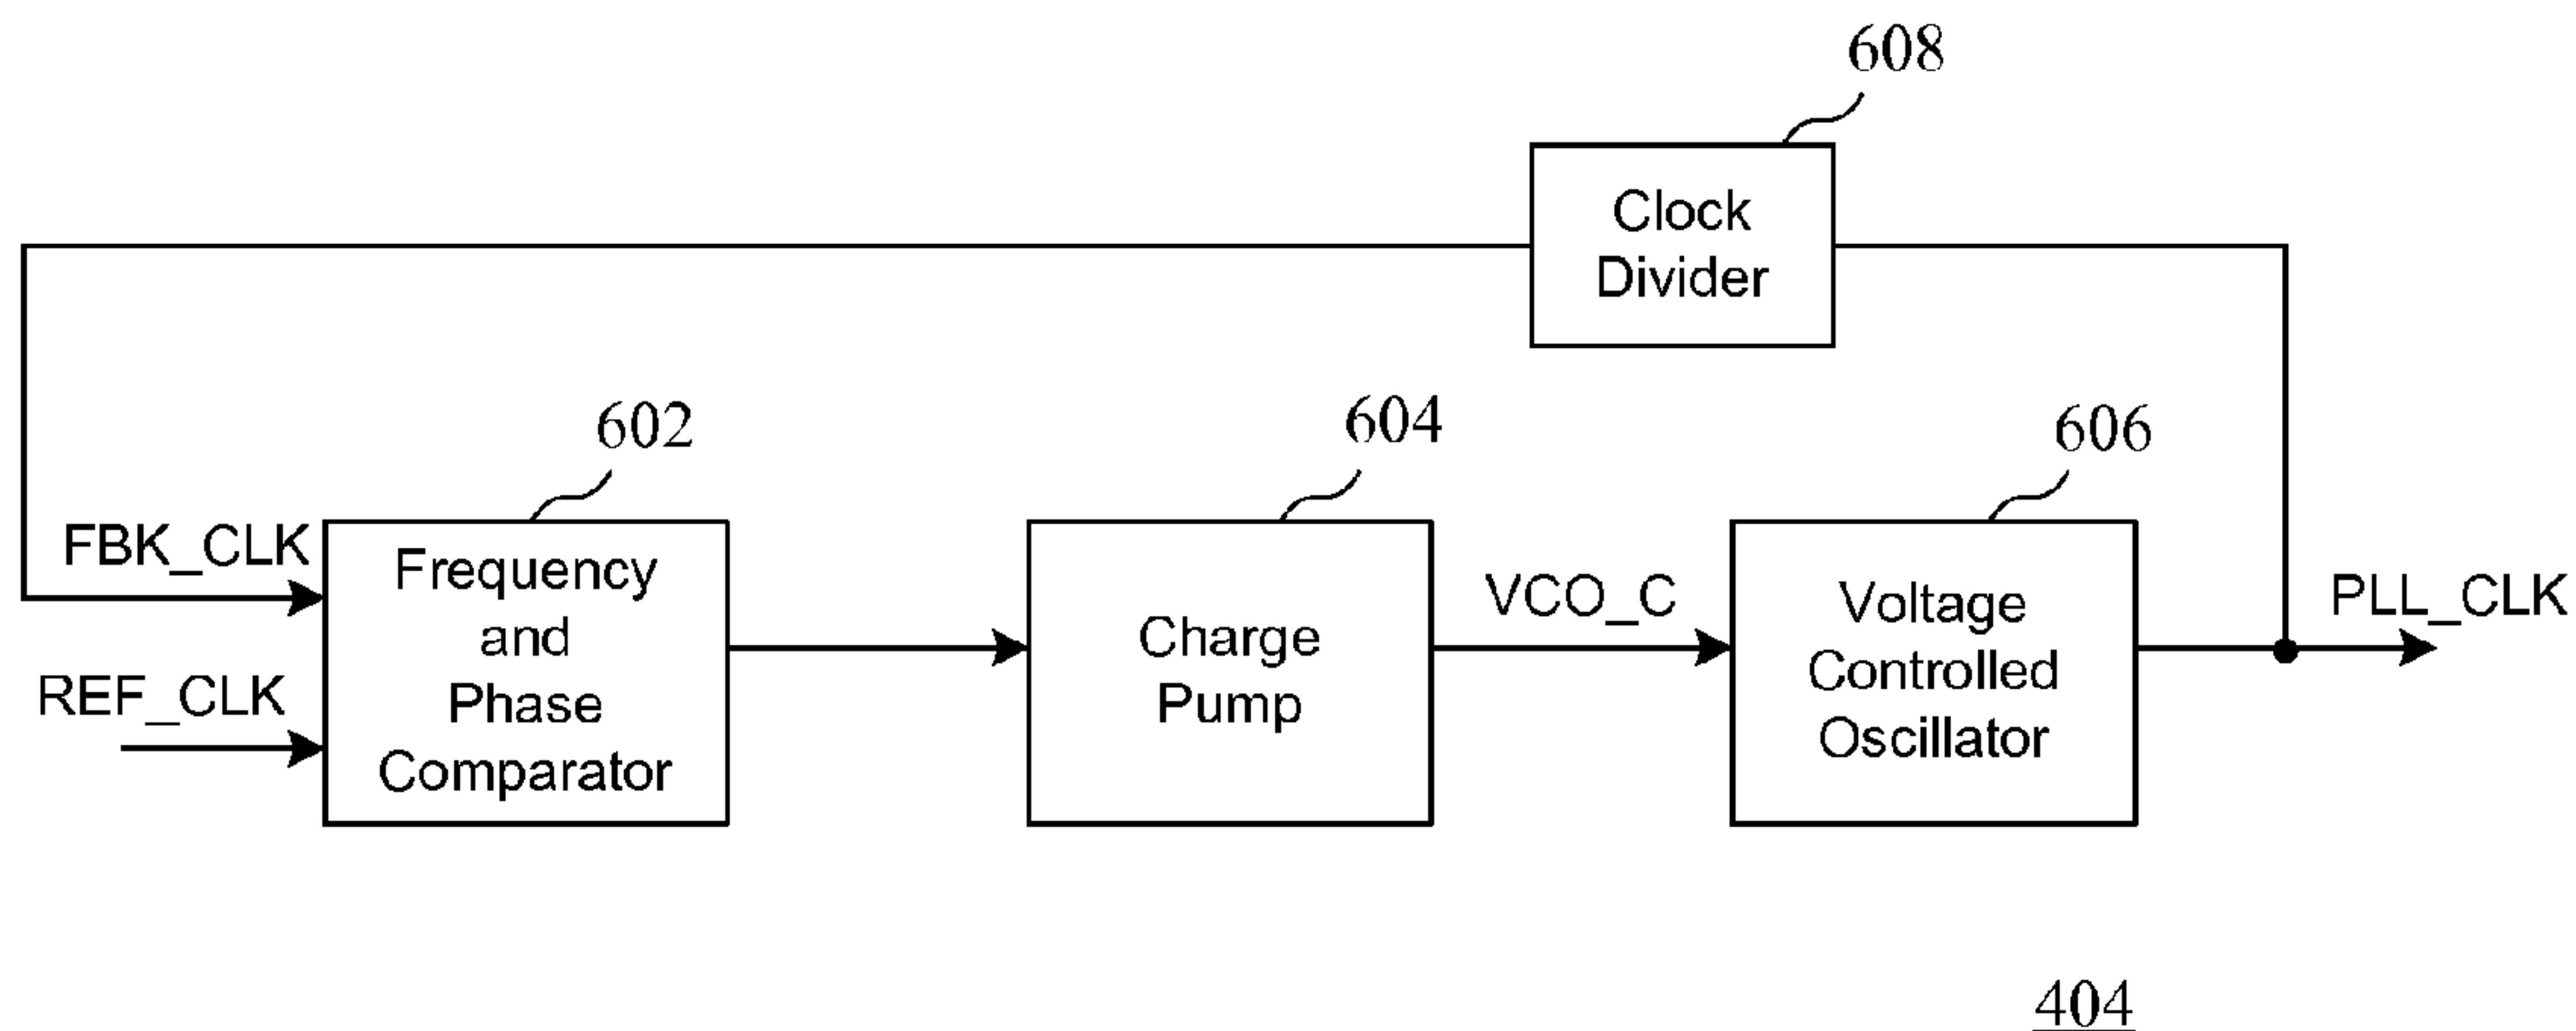 608
Clock
Divider
602
604
606
FBK_CLK
REF_CLK
Frequency
and
Phase
Comparator
Charge
Pump
VCO_C
Voltage
Controlled
Oscillator
PLL_CLK
404